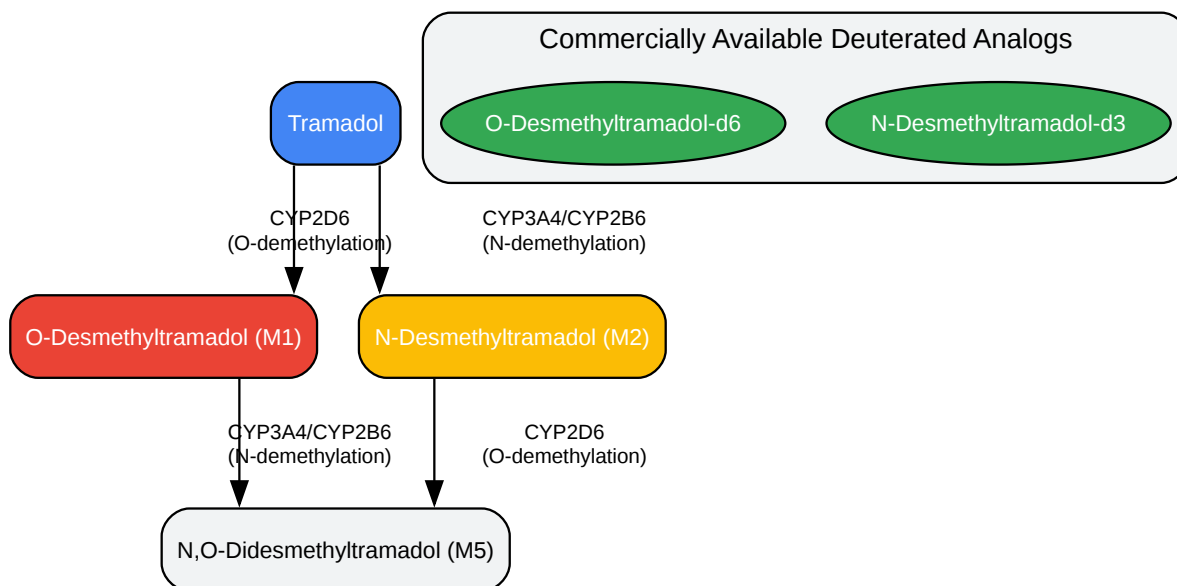 Commercially Available Deuterated Analogs
Tramadol
O-Desmethyltramadol-d6
N-Desmethyltramadol-d3
CYP2D6
(O-demethylation)
CYP3A4/CYP2B6
(N-demethylation)
O-Desmethyltramadol (M1)
N-Desmethyltramadol (M2)
CYP3A4/CYP2B6
(N-demethylation)
CYP2D6
(O-demethylation)
N,O-Didesmethyltramadol (M5)